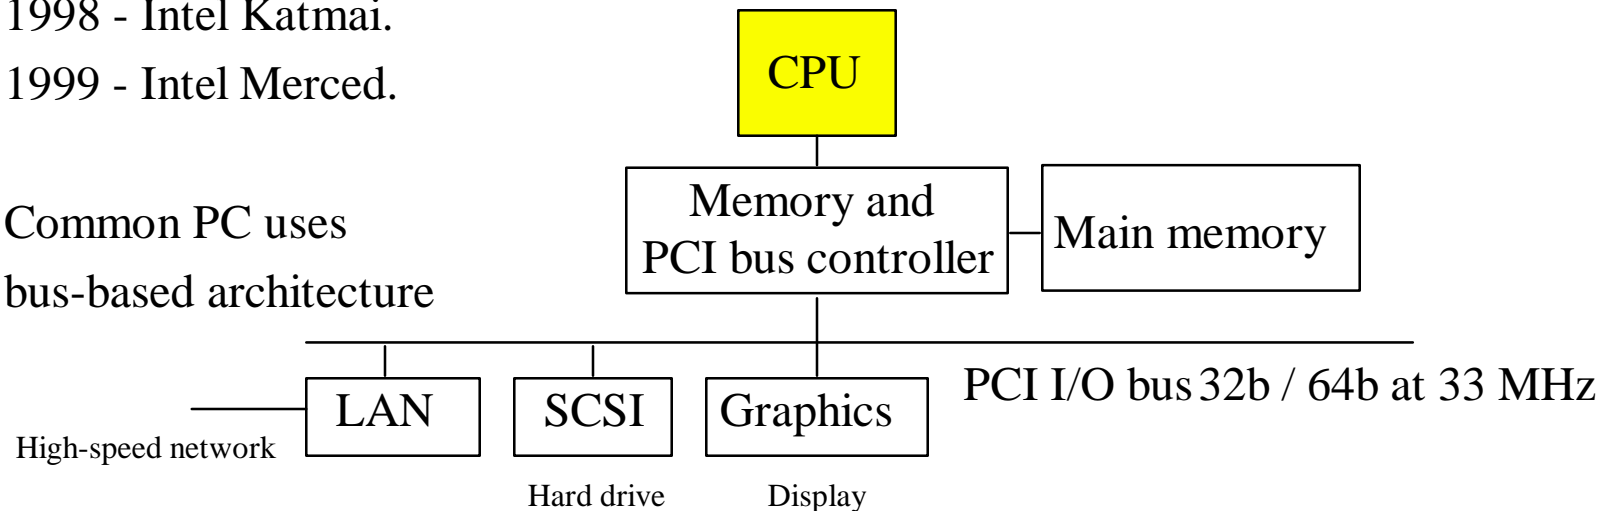 1998 - Intel Katmai.
1999 - Intel Merced.
CPU
Memory and
PCI bus controller
Main memory
Common PC uses
bus-based architecture
PCI I/O bus 32b / 64b at 33 MHz
LAN
SCSI
Graphics
High-speed network
Hard drive
Display